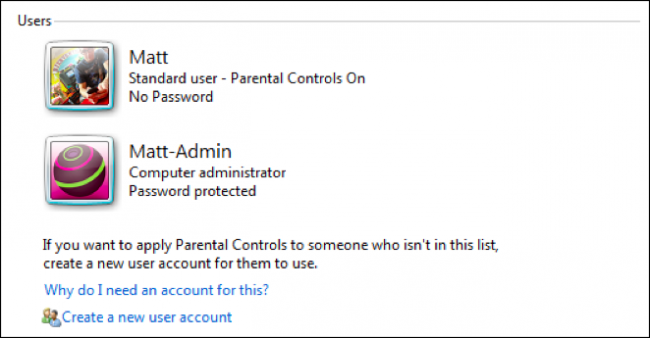 Users
Matt
Standard user - Parental Controls On
No Password
Matt-Admin
Computer administrator
Password protected
If you want to apply Parental Controls to someone who isn't in this list,
create a new user account for them to use.
Why do I need an account for this?
Create a new user account